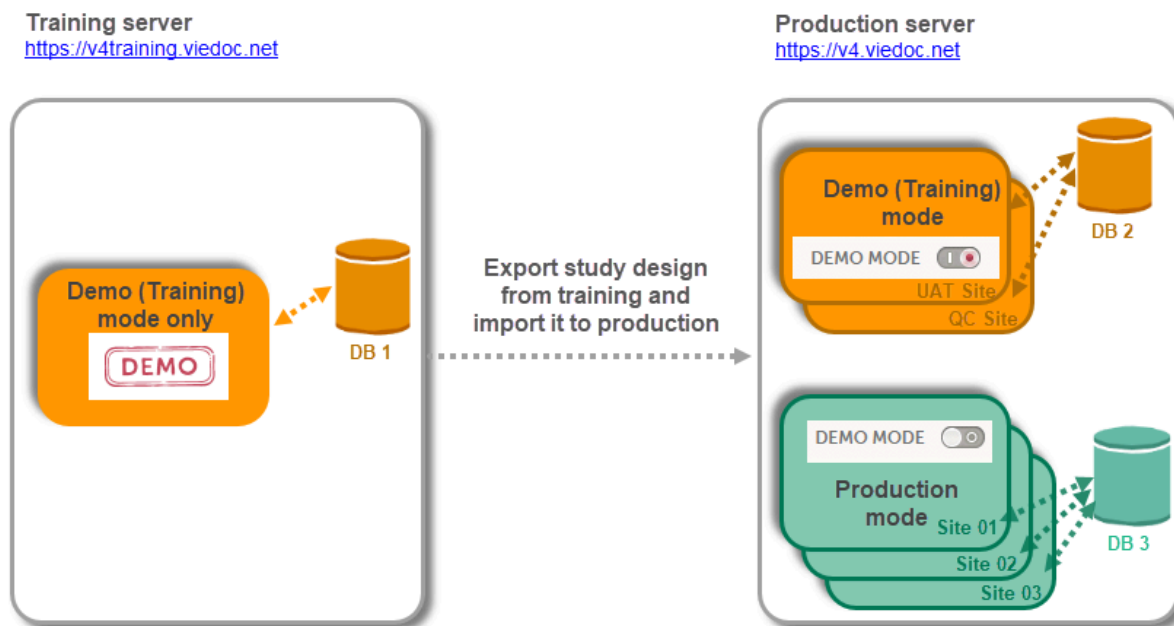 Training server
https://v4training.viedoc.net
Production server
https://v4.viedoc.net
Demo (Training)
mode only
DEMO
DB 1
Export study design
from training and
import it to production
Demo (Training)
mode
DEMO MODE
UAT Site
QC Site
DB 2
DEMO MODE
Production
mode
Site 01
Site 02
Site 03
DB 3